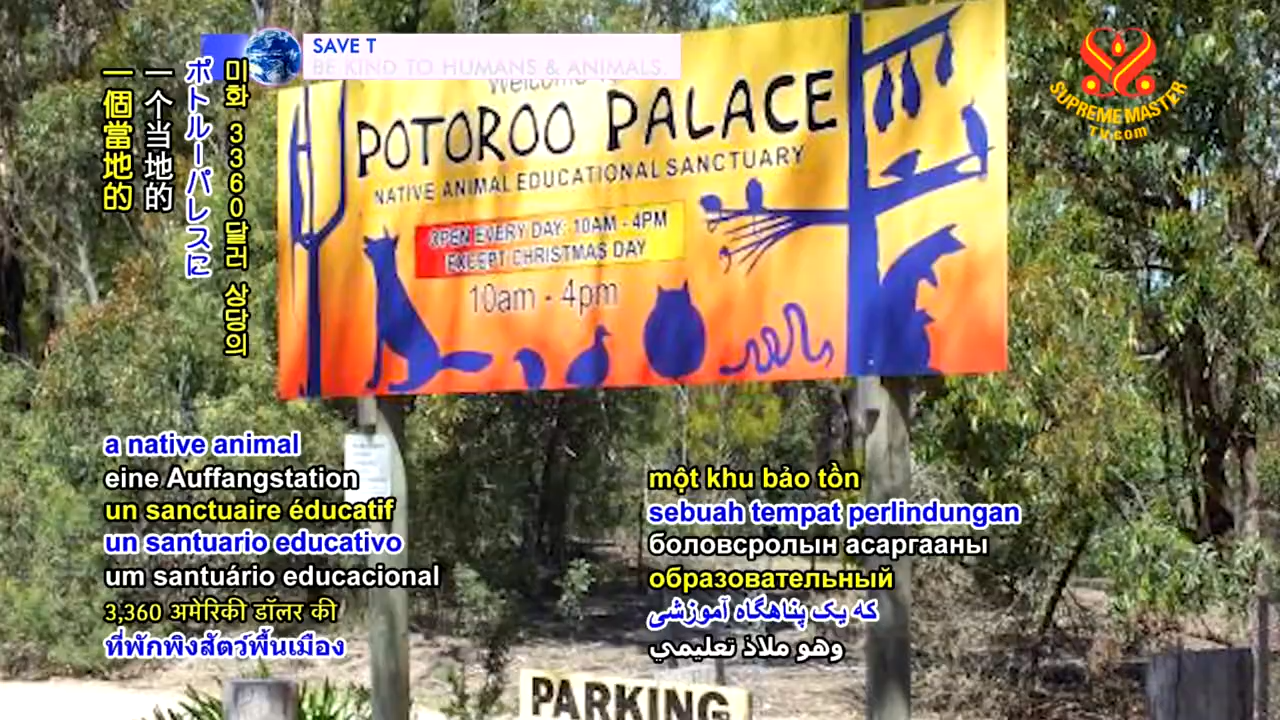 SAVE T
BE KIND TO HUMANS & ANIMALS.
SUPREME MASTER
TV.com
一個當地的
一个当地的
ポトルーパレスに
미화 3360달러 상당의
Welcome
POTOROO PALACE
NATIVE ANIMAL EDUCATIONAL SANCTUARY
OPEN EVERY DAY: 10AM - 4PM
EXCEPT CHRISTMAS DAY
10am - 4pm
a native animal
eine Auffangstation
un sanctuaire éducatif
un santuario educativo
um santuário educacional
3,360 अमेरिकी डॉलर की
ที่พักพิงสัตว์พื้นเมือง
một khu bảo tồn
sebuah tempat perlindungan
боловсролын асаргааны
образовательный
که یک پناهگاه آموزشی
وهو ملاذ تعليمي
PARKING